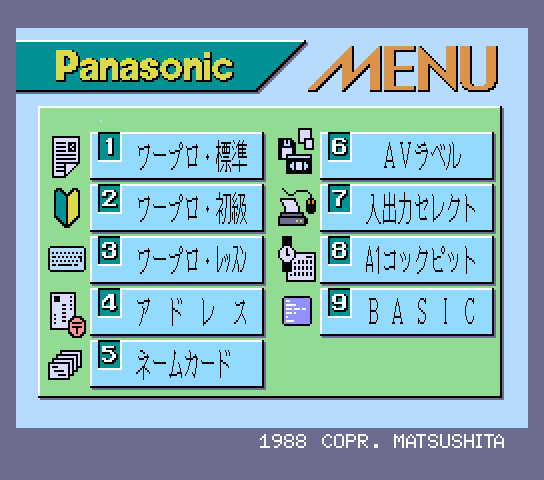 Panasonic MENU
1 ワープロ・標準
2 ワープロ・初級
3 ワープロ・レッスン
4 アドレス
5 ネームカード
6 AVラベル
7 入出力セレクト
8 A1コックピット
9 BASIC
1988 COPR. MATSUSHITA